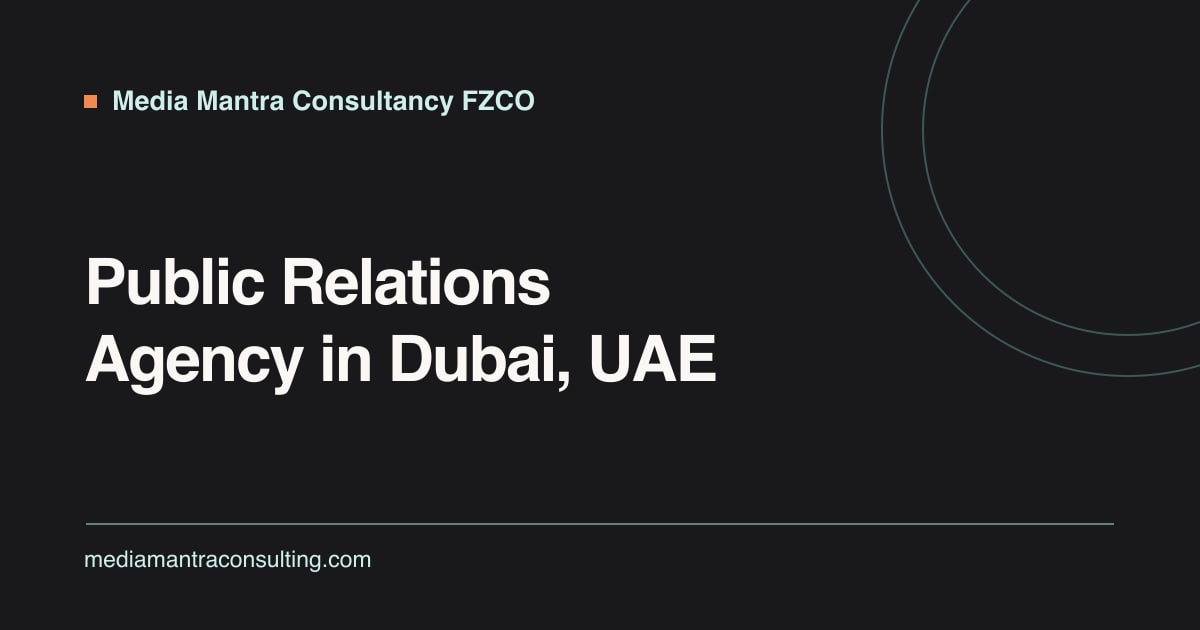 Media Mantra Consultancy FZCO
Public Relations
Agency in Dubai, UAE
mediamantraconsulting.com